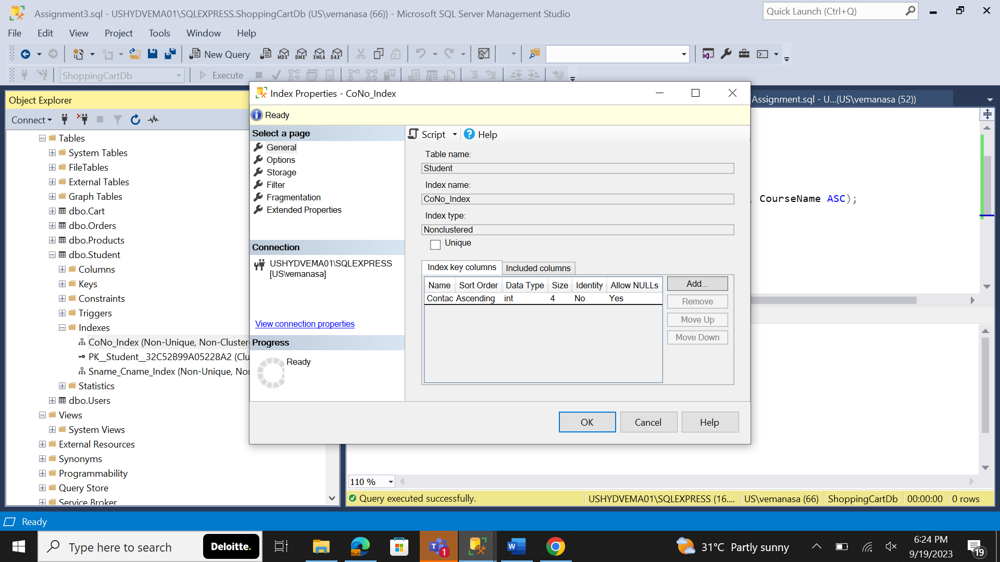 Assignment3.sql - USHYDVEMA01\SQLEXPRESS.ShoppingCartDb (US\vemanasa (66)) - Microsoft SQL Server Management Studio
Quick Launch (Ctrl+Q)
File Edit View Project Tools Window Help
New Query MDX DMX XMLA DAX
ShoppingCartDb Execute
Index Properties - CoNo_Index
Object Explorer
Assignment.sql - U...(US\vemanasa (52))
Connect
Ready
Select a page
General
Options
Storage
Filter
Fragmentation
Extended Properties
Connection
USHYDVEMA01\SQLEXPRESS
[US\vemanasa]
View connection properties
Progress
Ready
Script Help
Table name:
Student
Index name:
CoNo_Index
Index type:
Nonclustered
Unique
Index key columns Included columns
Name Sort Order Data Type Size Identity Allow NULLs
Contac Ascending int 4 No Yes
Add...
Remove
Move Up
Move Down
OK Cancel Help
CourseName ASC);
Tables
System Tables
FileTables
External Tables
Graph Tables
dbo.Cart
dbo.Orders
dbo.Products
dbo.Student
Columns
Keys
Constraints
Triggers
Indexes
CoNo_Index (Non-Unique, Non-Cluster
PK__Student__32C52B99A05228A2 (Clu
Sname_Cname_Index (Non-Unique, No
Statistics
dbo.Users
Views
System Views
External Resources
Synonyms
Programmability
Query Store
Service Broker
110 %
Query executed successfully. USHYDVEMA01\SQLEXPRESS (16.... US\vemanasa (66) ShoppingCartDb 00:00:00 0 rows
Ready
Type here to search Deloitte. 1 31°C Partly sunny 6:24 PM
9/19/2023 19